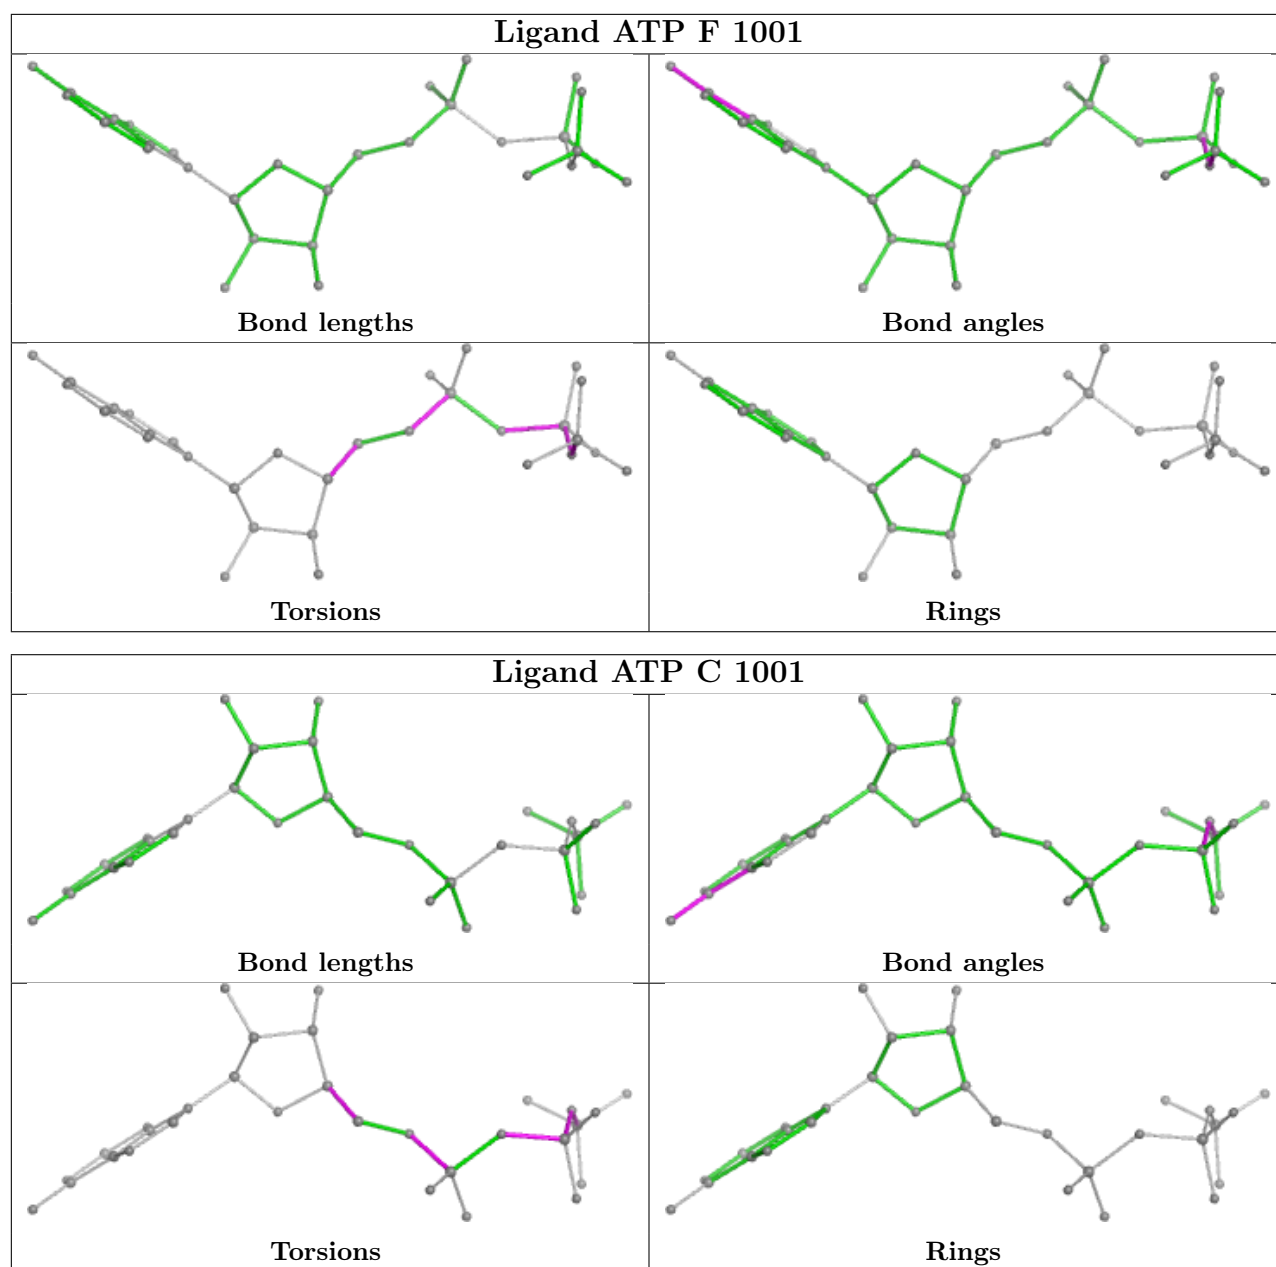 Ligand ATP F 1001
Bond lengths
Bond angles
Torsions
Rings
Ligand ATP C 1001
Bond lengths
Bond angles
Torsions
Rings